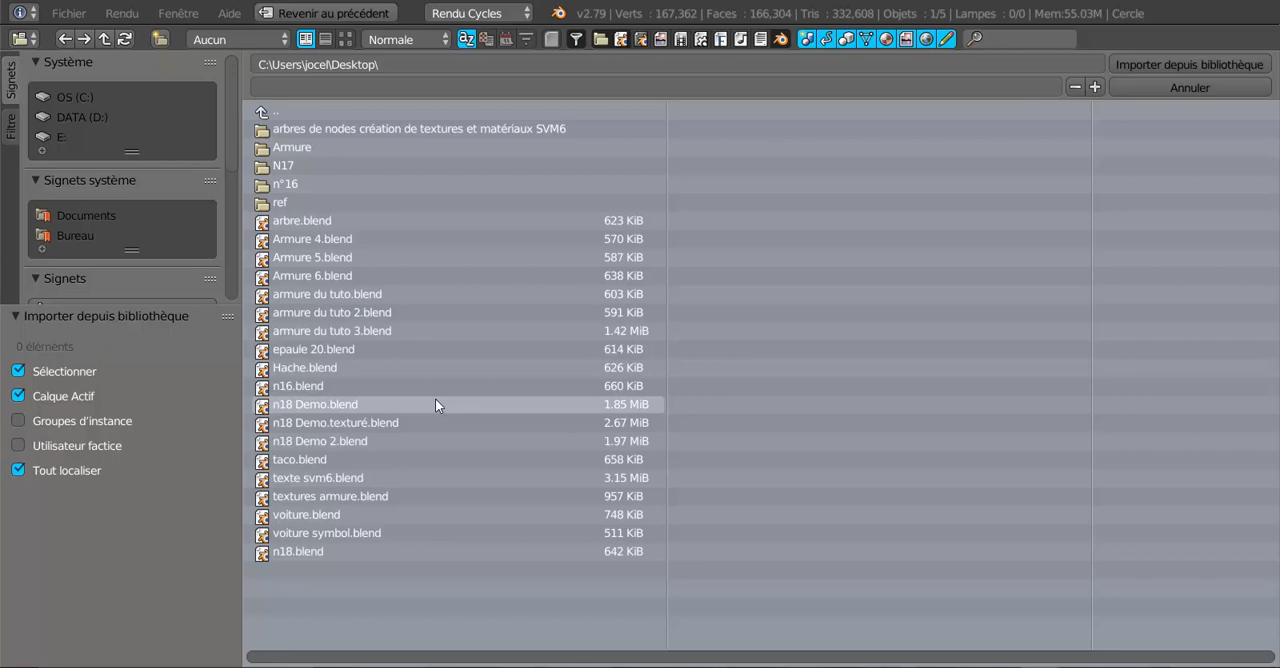 Fichier Rendu Fenêtre Aide Revenir au précédent Rendu Cycles v2.79 | Verts : 167,362 | Faces : 166,304 | Tris : 332,608 | Objets : 1/5 | Lampes : 0/0 | Mem:55.03M | Cercle
Aucun Normale
Signets
Filtre
Système
OS (C:)
DATA (D:)
E:
Signets système
Documents
Bureau
Signets
Importer depuis bibliothèque
0 éléments
Sélectionner
Calque Actif
Groupes d'instance
Utilisateur factice
Tout localiser
C:\Users\jocel\Desktop\
Importer depuis bibliothèque
Annuler
..
arbres de nodes création de textures et matériaux SVM6
Armure
N17
n°16
ref
arbre.blend 623 KiB
Armure 4.blend 570 KiB
Armure 5.blend 587 KiB
Armure 6.blend 638 KiB
armure du tuto.blend 603 KiB
armure du tuto 2.blend 591 KiB
armure du tuto 3.blend 1.42 MiB
epaule 20.blend 614 KiB
Hache.blend 626 KiB
n16.blend 660 KiB
n18 Demo.blend 1.85 MiB
n18 Demo.texturé.blend 2.67 MiB
n18 Demo 2.blend 1.97 MiB
taco.blend 658 KiB
texte svm6.blend 3.15 MiB
textures armure.blend 957 KiB
voiture.blend 748 KiB
voiture symbol.blend 511 KiB
n18.blend 642 KiB